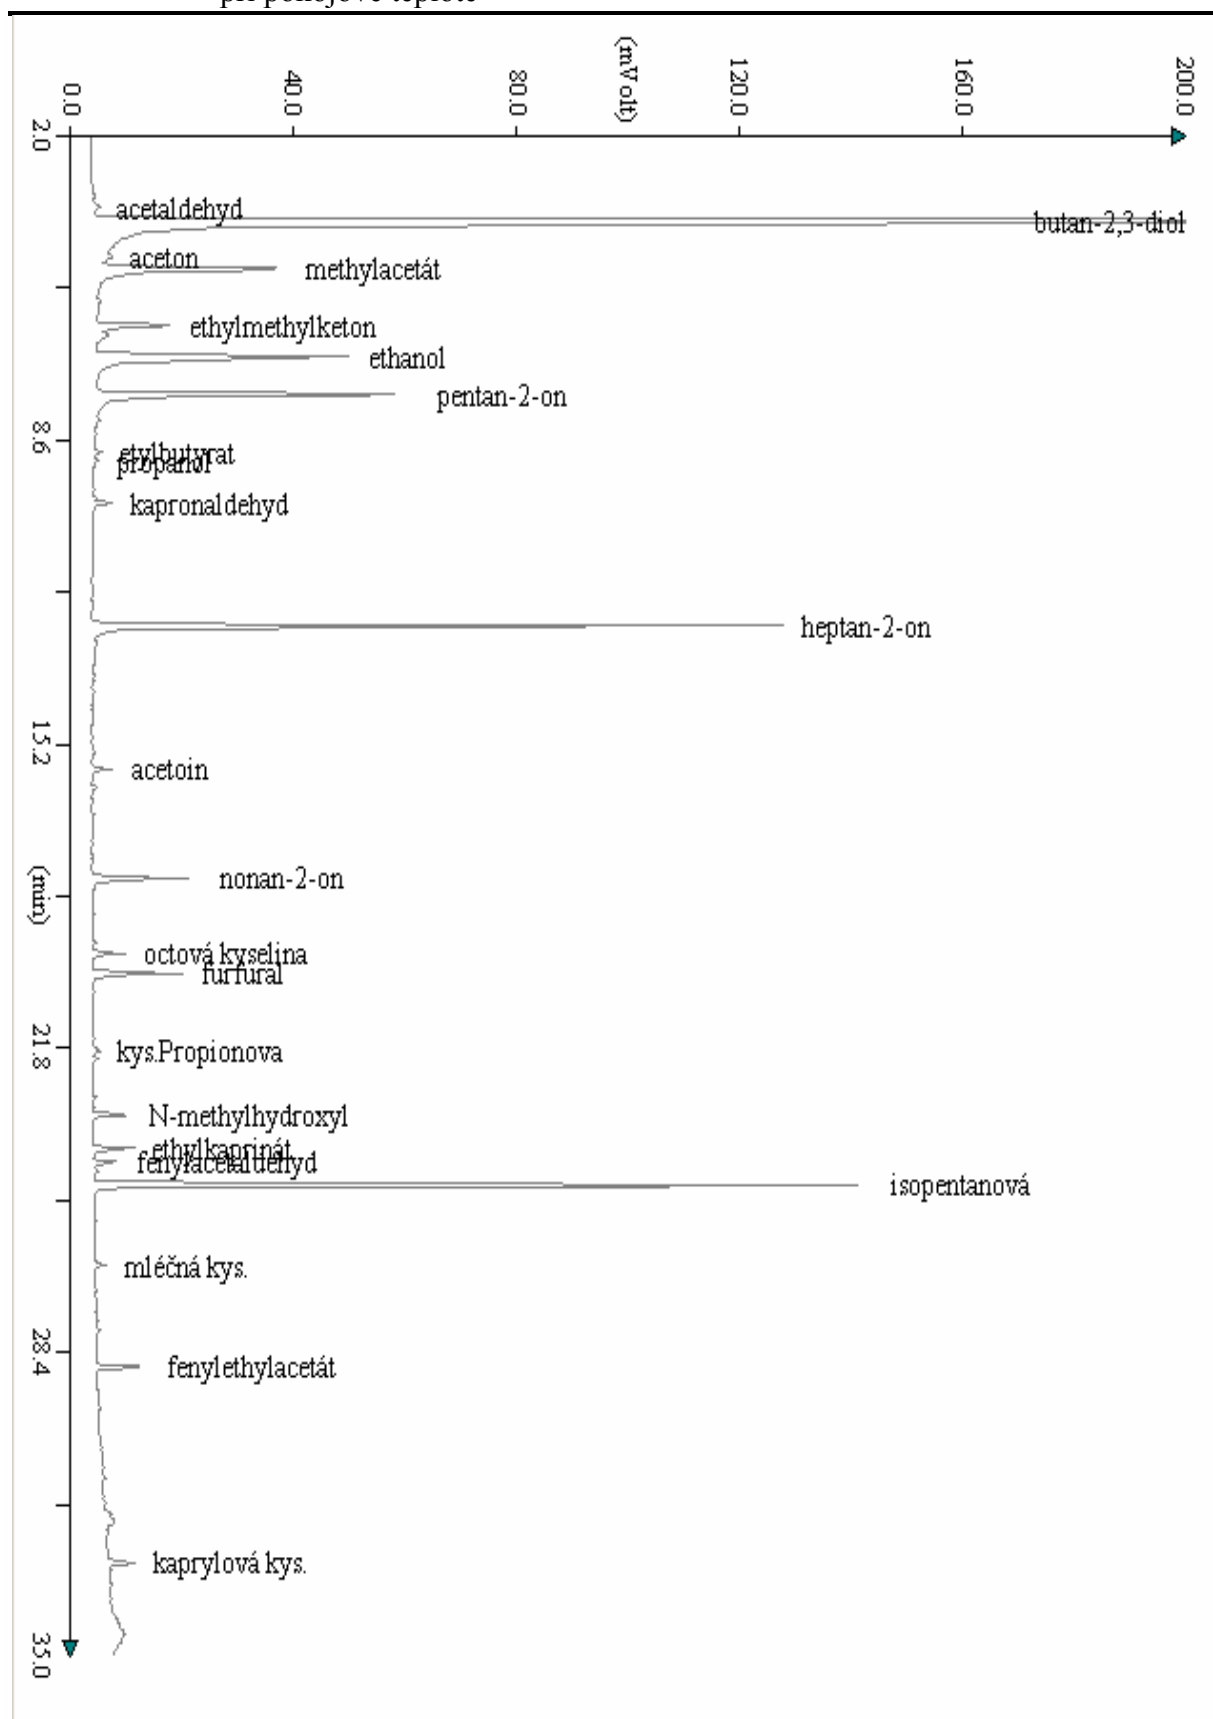 při pokojové teplotě
200.0
160.0
120.0
(mVolt)
80.0
40.0
0.0
2.0
acetaldehyd
butan-2,3-diol
aceton
methylacetát
ethylmethylketon
ethanol
pentan-2-on
8.6
etylbutyrat
propanol
kapronaldehyd
heptan-2-on
15.2
acetoin
nonan-2-on
(min)
octová kyselina
furfural
21.8
kys.Propionova
N-methylhydroxyl
ethylkaprinát
fenylacetaldehyd
isopentanová
mléčná kys.
28.4
fenylethylacetát
kaprylová kys.
35.0